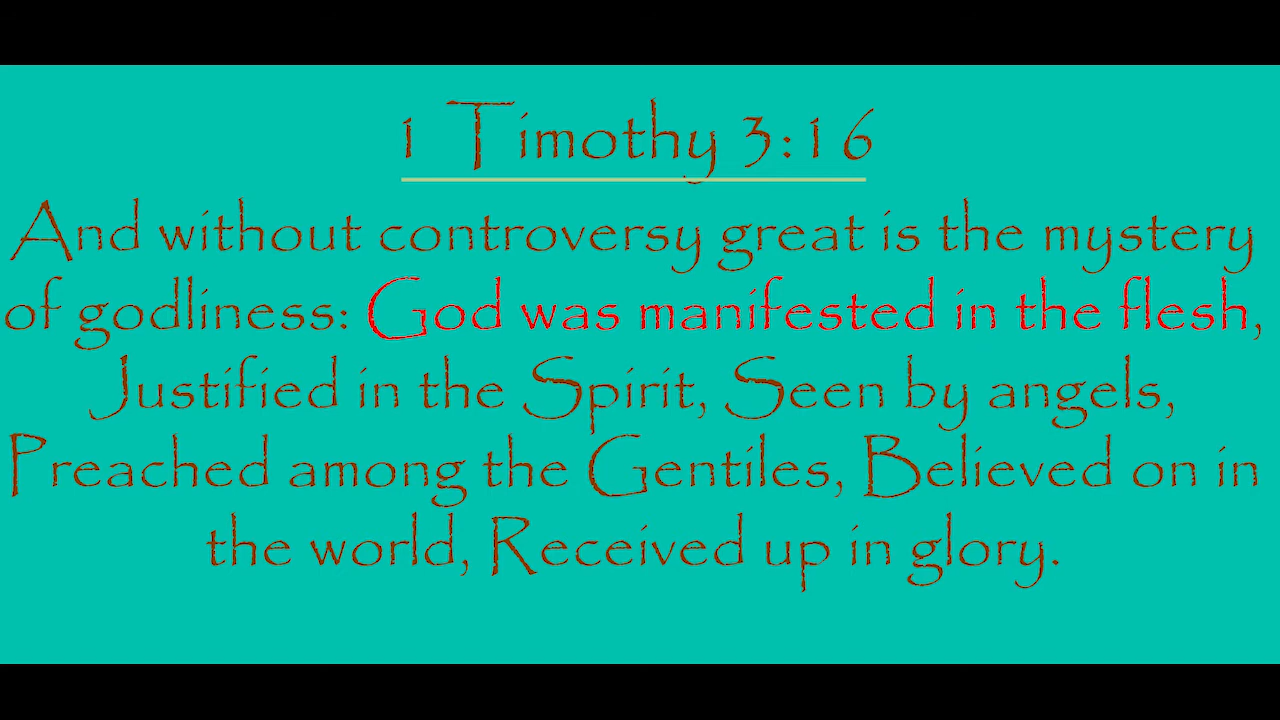 1 Timothy 3:16
And without controversy great is the mystery
of godliness: God was manifested in the flesh,
Justified in the Spirit, Seen by angels,
Preached among the Gentiles, Believed on in
the world, Received up in glory.